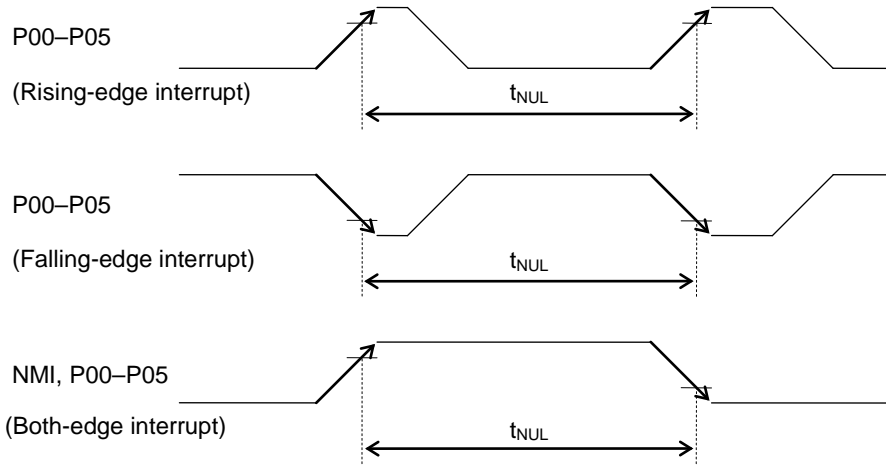 P00–P05
(Rising-edge interrupt)
tNUL
P00–P05
(Falling-edge interrupt)
tNUL
NMI, P00–P05
(Both-edge interrupt)
tNUL